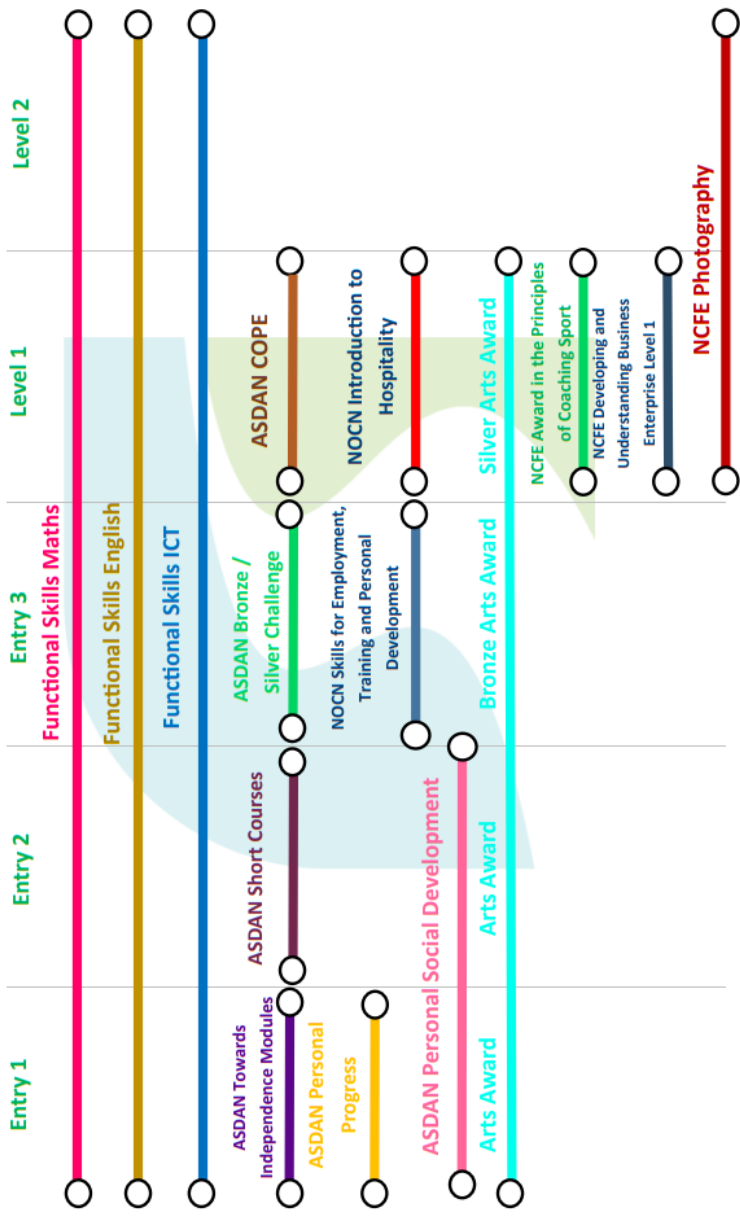 Entry 1
Entry 2
Entry 3
Level 1
Level 2
Functional Skills Maths
Functional Skills English
Functional Skills ICT
ASDAN Towards
Independence Modules
ASDAN Short Courses
ASDAN Bronze /
Silver Challenge
ASDAN COPE
ASDAN Personal
Progress
NOCN Skills for Employment,
Training and Personal
Development
NOCN Introduction to
Hospitality
ASDAN Personal Social Development
Arts Award
Arts Award
Bronze Arts Award
Silver Arts Award
NCFE Award in the Principles
of Coaching Sport
NCFE Developing and
Understanding Business
Enterprise Level 1
NCFE Photography